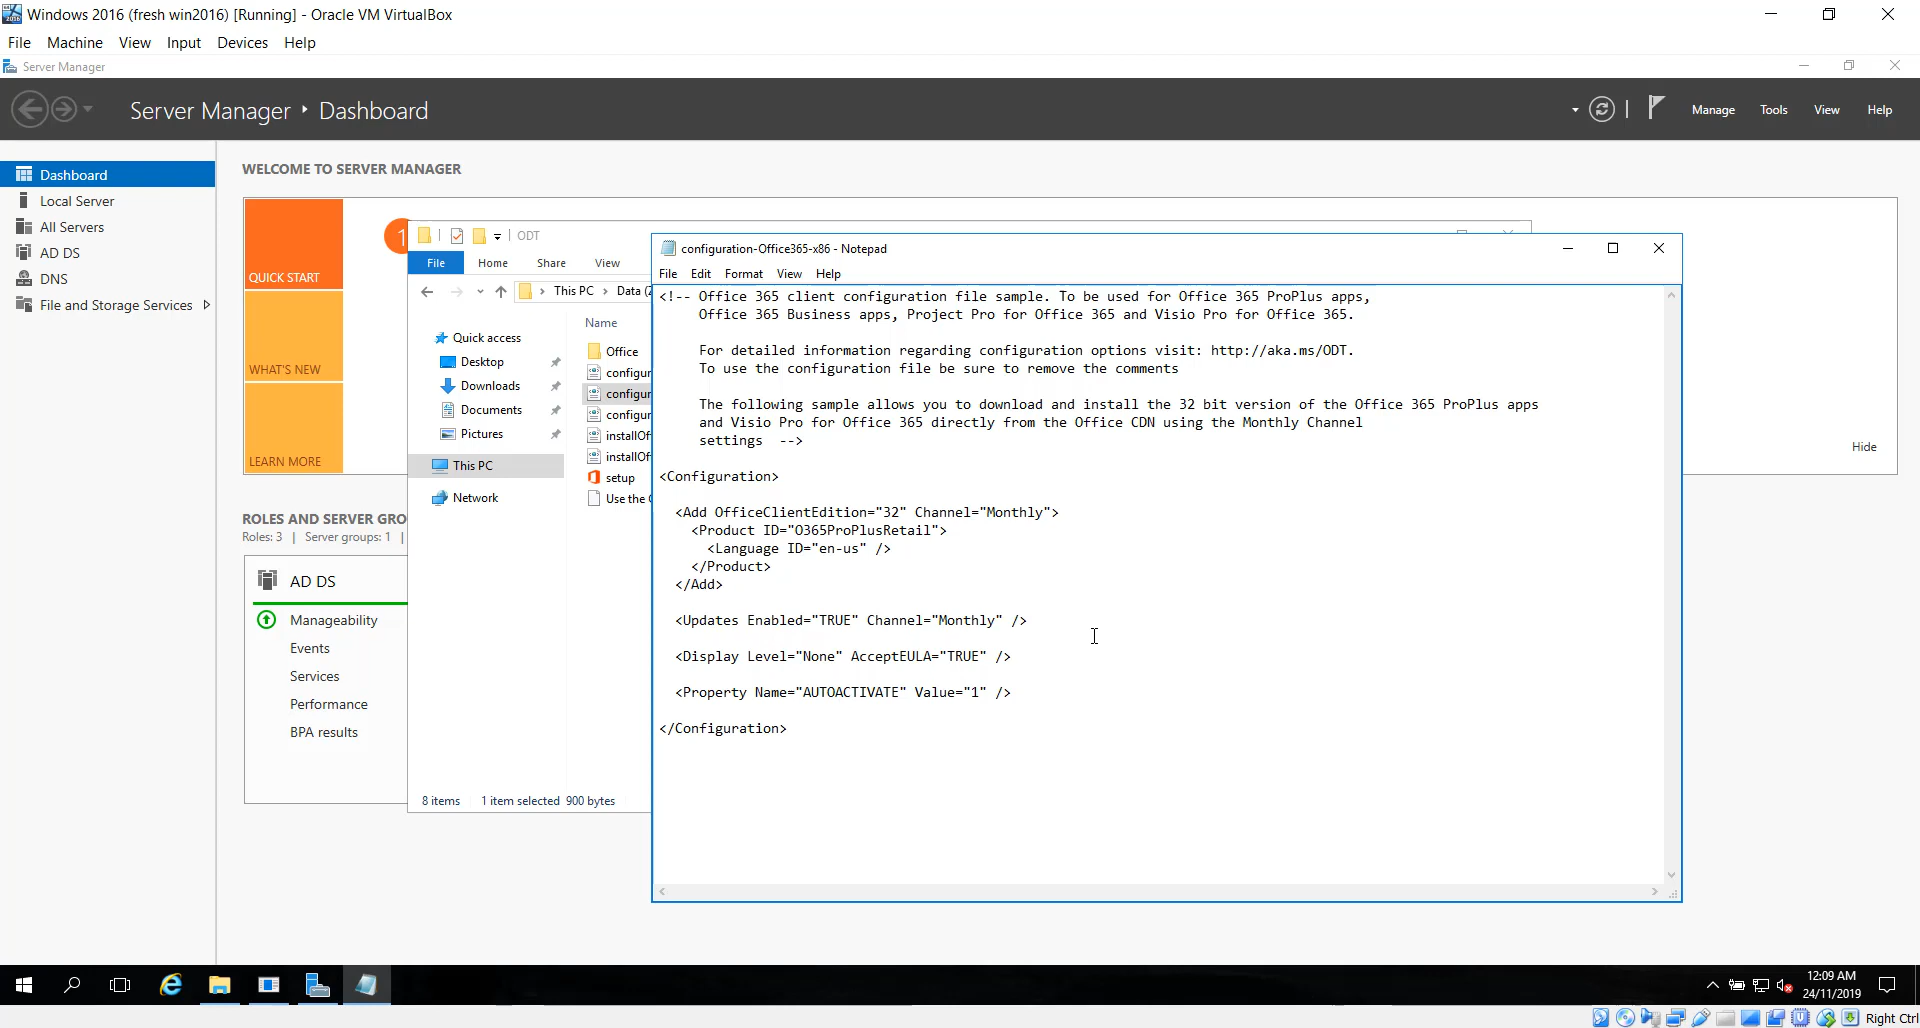 Windows 2016 (fresh win2016) [Running] - Oracle VM VirtualBox
File Machine View Input Devices Help
Server Manager
Server Manager Dashboard
Manage Tools View Help
Dashboard
Local Server
All Servers
AD DS
DNS
File and Storage Services
WELCOME TO SERVER MANAGER
QUICK START
WHAT'S NEW
LEARN MORE
1
Hide
ROLES AND SERVER GRO
Roles: 3 | Server groups: 1 |
AD DS
Manageability
Events
Services
Performance
BPA results
ODT
File Home Share View
This PC Data (
Quick access
Desktop
Downloads
Documents
Pictures
This PC
Network
Name
Office
configur
configur
configur
installOf
installOf
setup
Use the
8 items 1 item selected 900 bytes
configuration-Office365-x86 - Notepad
File Edit Format View Help
<!-- Office 365 client configuration file sample. To be used for Office 365 ProPlus apps,
Office 365 Business apps, Project Pro for Office 365 and Visio Pro for Office 365.
For detailed information regarding configuration options visit: http://aka.ms/ODT.
To use the configuration file be sure to remove the comments
The following sample allows you to download and install the 32 bit version of the Office 365 ProPlus apps
and Visio Pro for Office 365 directly from the Office CDN using the Monthly Channel
settings -->
<Configuration>
<Add OfficeClientEdition="32" Channel="Monthly">
<Product ID="O365ProPlusRetail">
<Language ID="en-us" />
</Product>
</Add>
<Updates Enabled="TRUE" Channel="Monthly" />
<Display Level="None" AcceptEULA="TRUE" />
<Property Name="AUTOACTIVATE" Value="1" />
</Configuration>
12:09 AM
24/11/2019
Right Ctrl